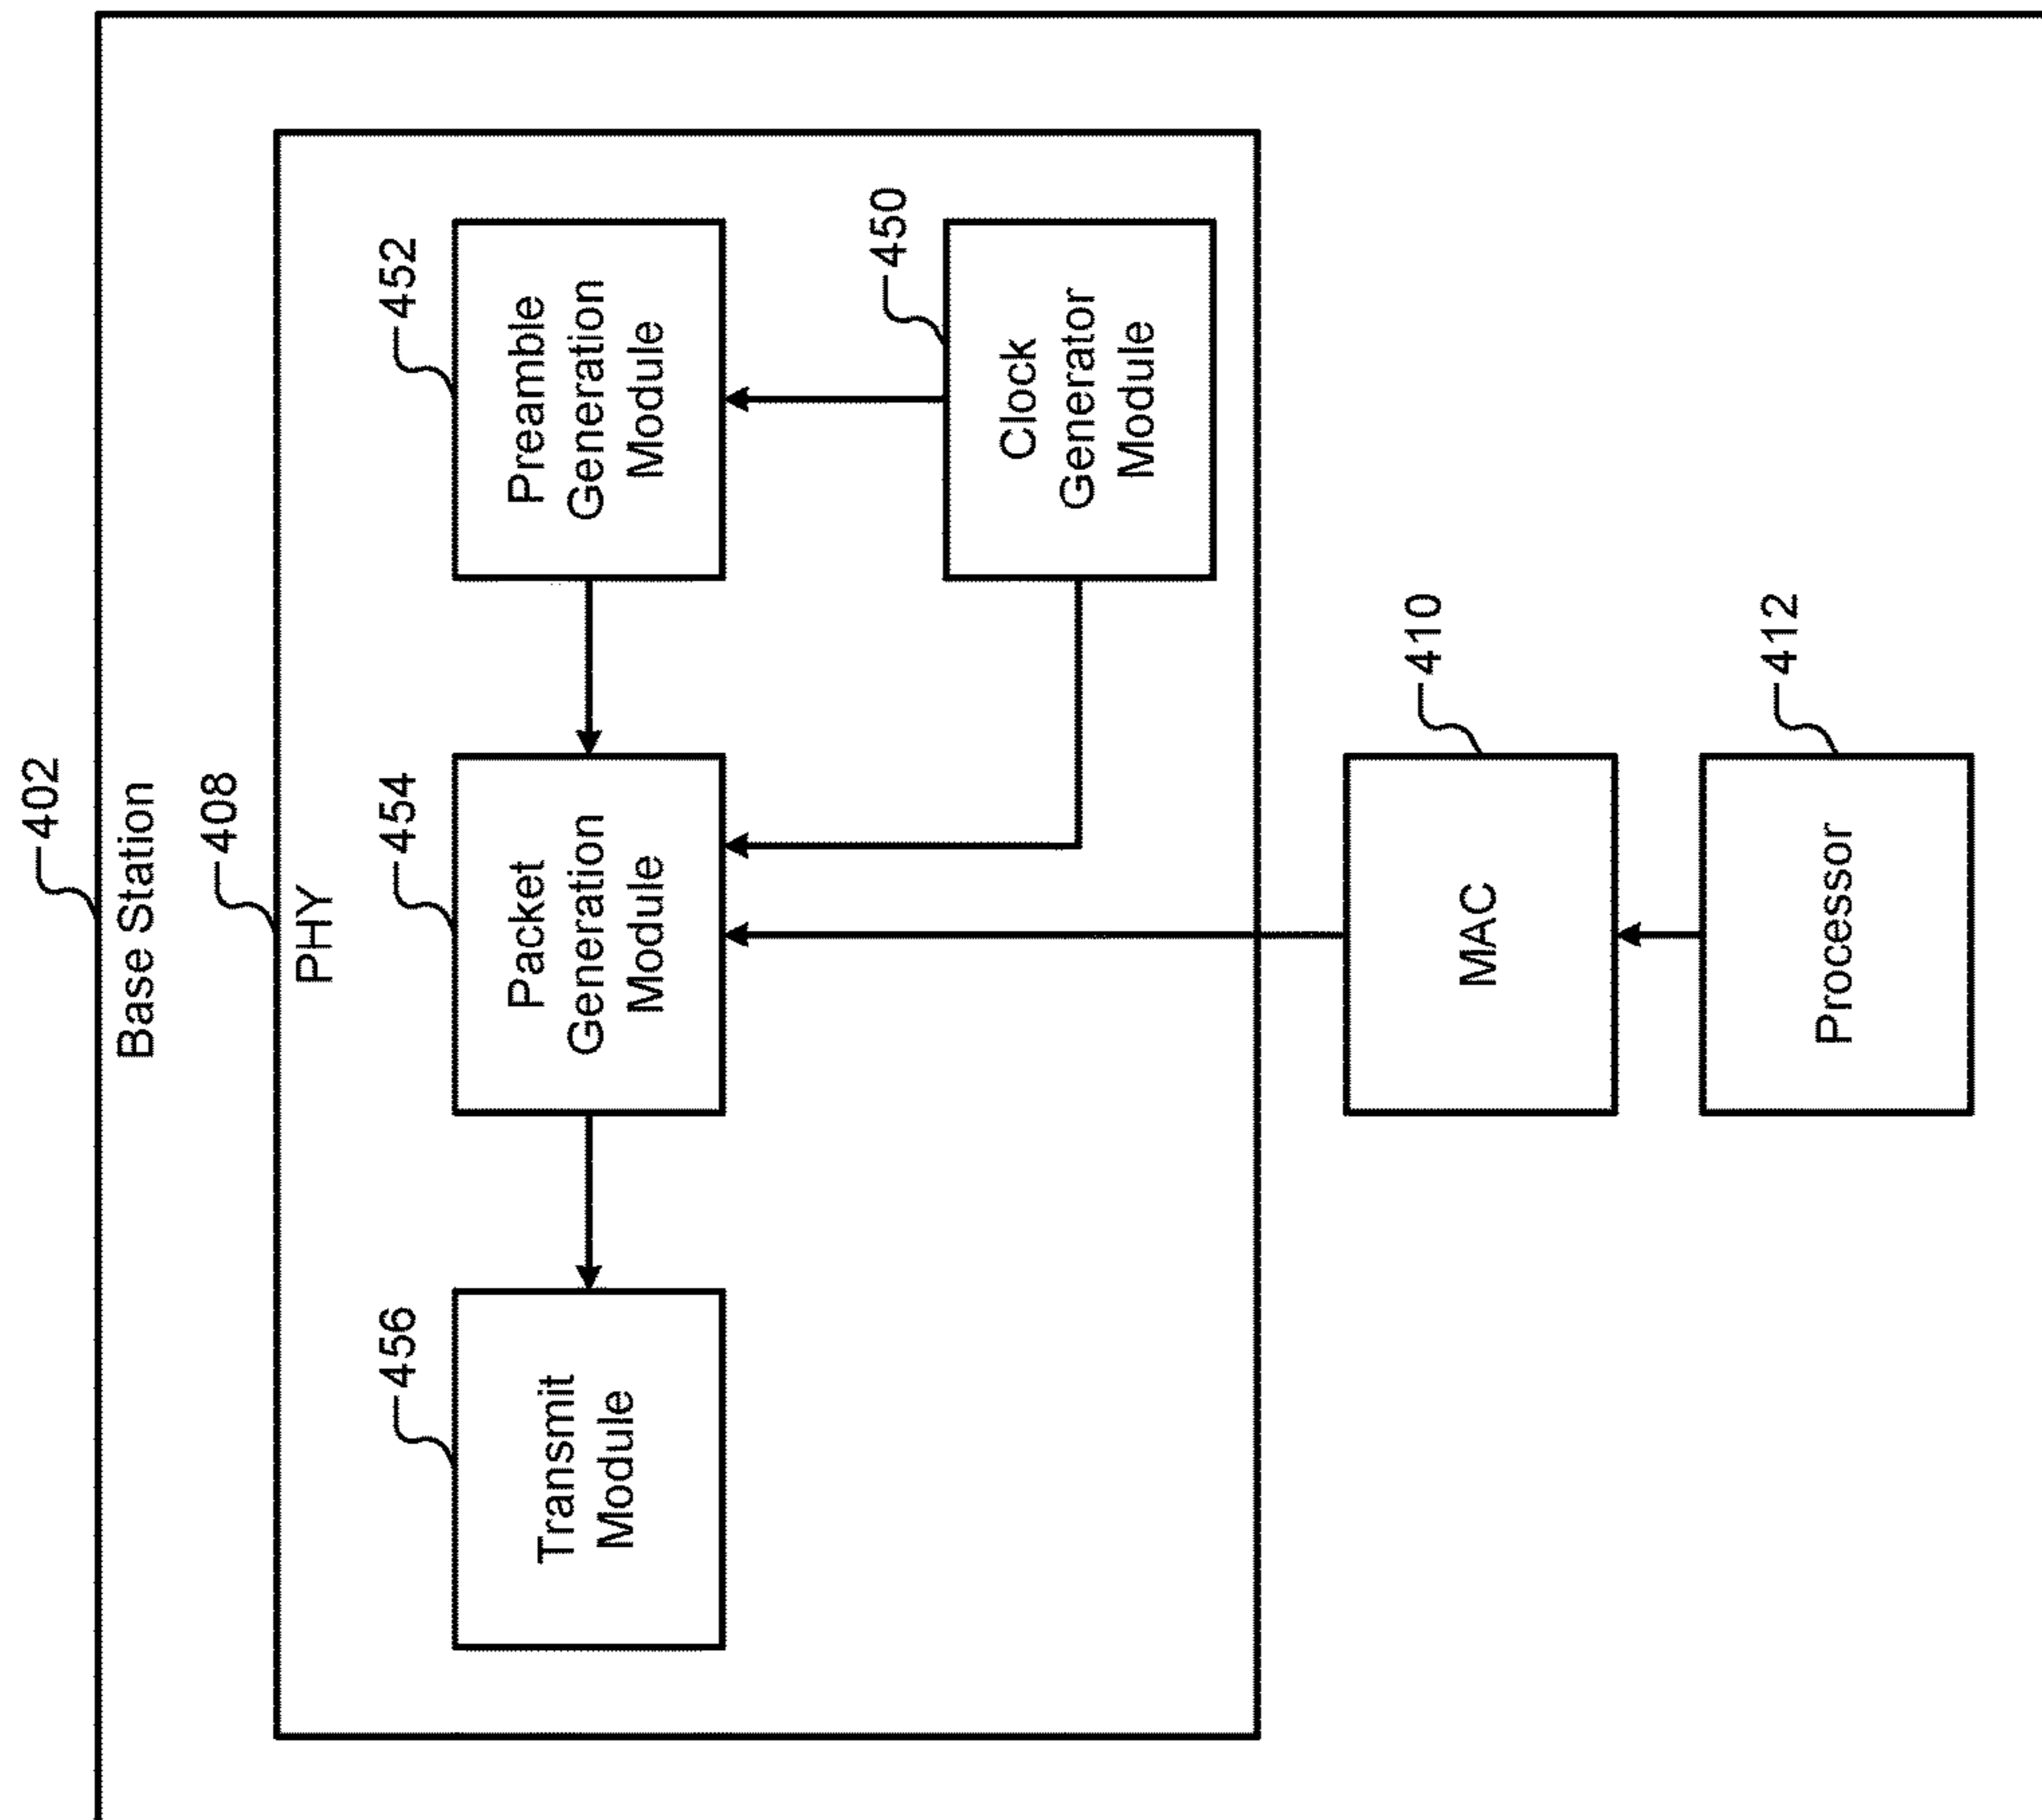 402
Base Station
408
PHY
456
Transmit
Module
454
Packet
Generation
Module
452
Preamble
Generation
Module
450
Clock
Generator
Module
410
MAC
412
Processor